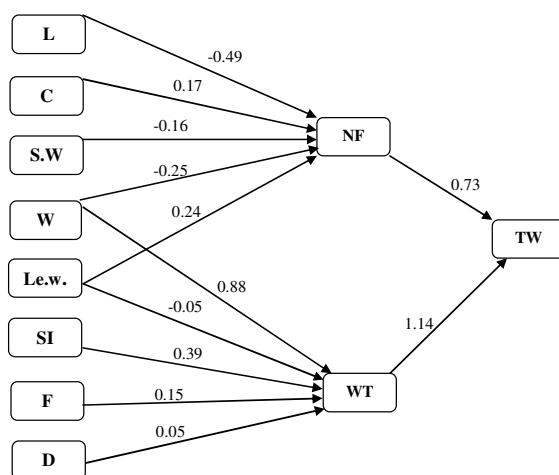 L
-0.49
C
0.17
S.W
-0.16
NF
-0.25
0.73
W
0.24
TW
Le.w.
0.88
-0.05
SI
1.14
0.39
F
0.15
WT
0.05
D